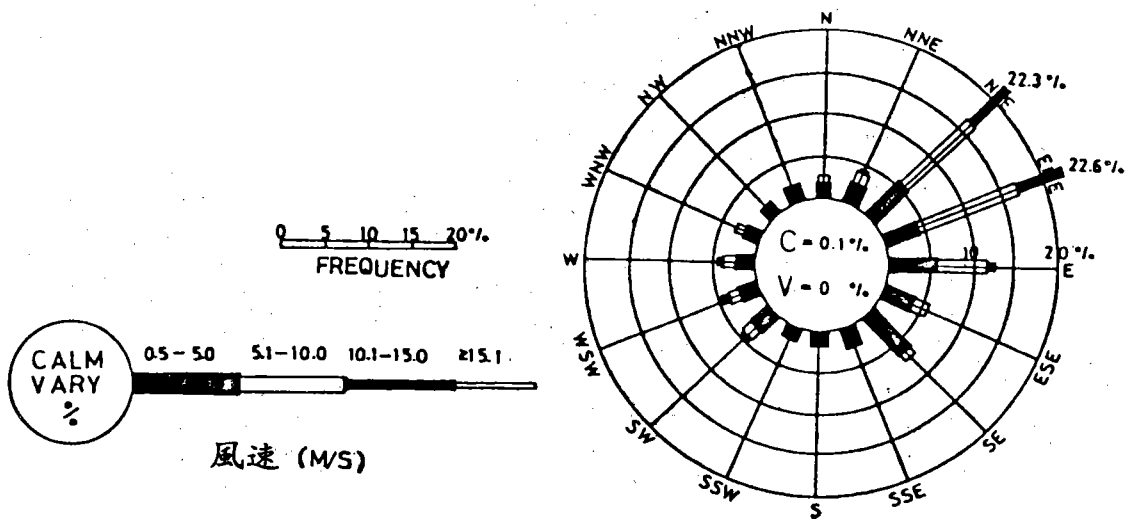 0 5 10 15 20%
FREQUENCY
CALM
VARY
%
0.5-5.0 5.1-10.0 10.1-15.0 ≥15.1
風速 (M/S)
N
NNE
NE
22.3%
ENE
22.6%
10 20%
E
ESE
SE
SSE
S
SSW
SW
WSW
W
WNW
NW
NNW
C=0.1%
V=0 %